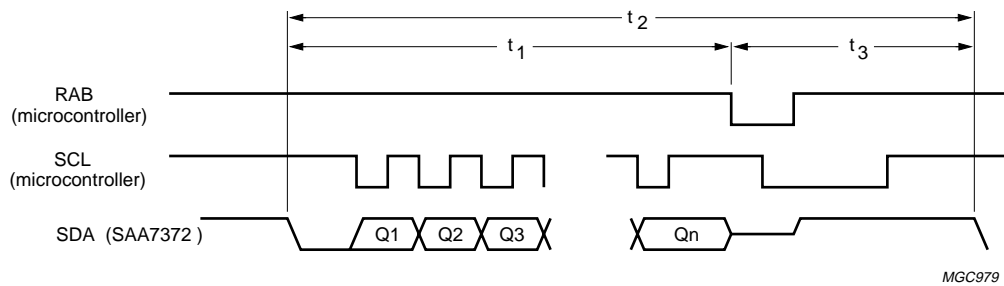 t2
t1
t3
RAB
(microcontroller)
SCL
(microcontroller)
SDA (SAA7372 )
Q1 Q2 Q3 Qn
MGC979